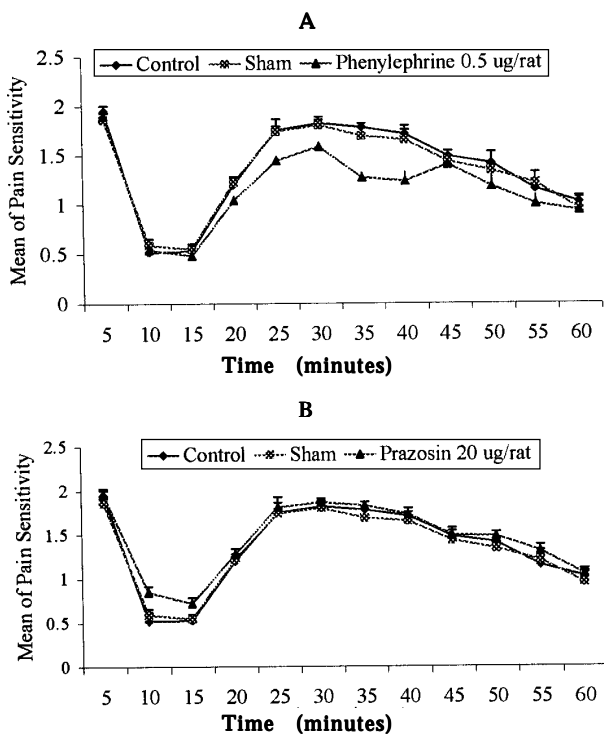 A
Control Sham Phenylephrine 0.5 ug/rat
Mean of Pain Sensitivity
2.5
2
1.5
1
0.5
0
5 10 15 20 25 30 35 40 45 50 55 60
Time (minutes)
B
Control Sham Prazosin 20 ug/rat
Mean of Pain Sensitivity
2.5
2
1.5
1
0.5
0
5 10 15 20 25 30 35 40 45 50 55 60
Time (minutes)